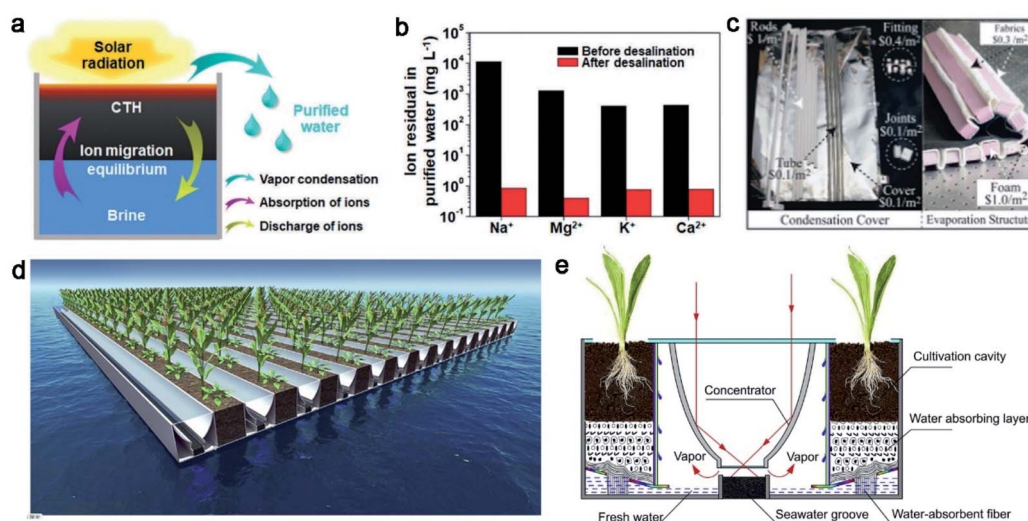 a
Solar
radiation
CTH
Ion migration
equilibrium
Brine
Purified
water
Vapor condensation
Absorption of ions
Discharge of ions
b
Ion residual in
purified water (mg L⁻¹)
10⁵
10⁴
10³
10²
10¹
10⁰
10⁻¹
Before desalination
After desalination
Na⁺
Mg²⁺
K⁺
Ca²⁺
c
Rods
$1/m²
Fitting
$0.4/m²
Joints
$0.1/m²
Tube
$0.1/m²
Cover
$0.1/m²
Condensation Cover
Fabrics
$0.3/m²
Foam
$1.0/m²
Evaporation Structu
d
e
Cultivation cavity
Concentrator
Water absorbing layer
Vapor
Vapor
Fresh water
Seawater groove
Water-absorbent fiber